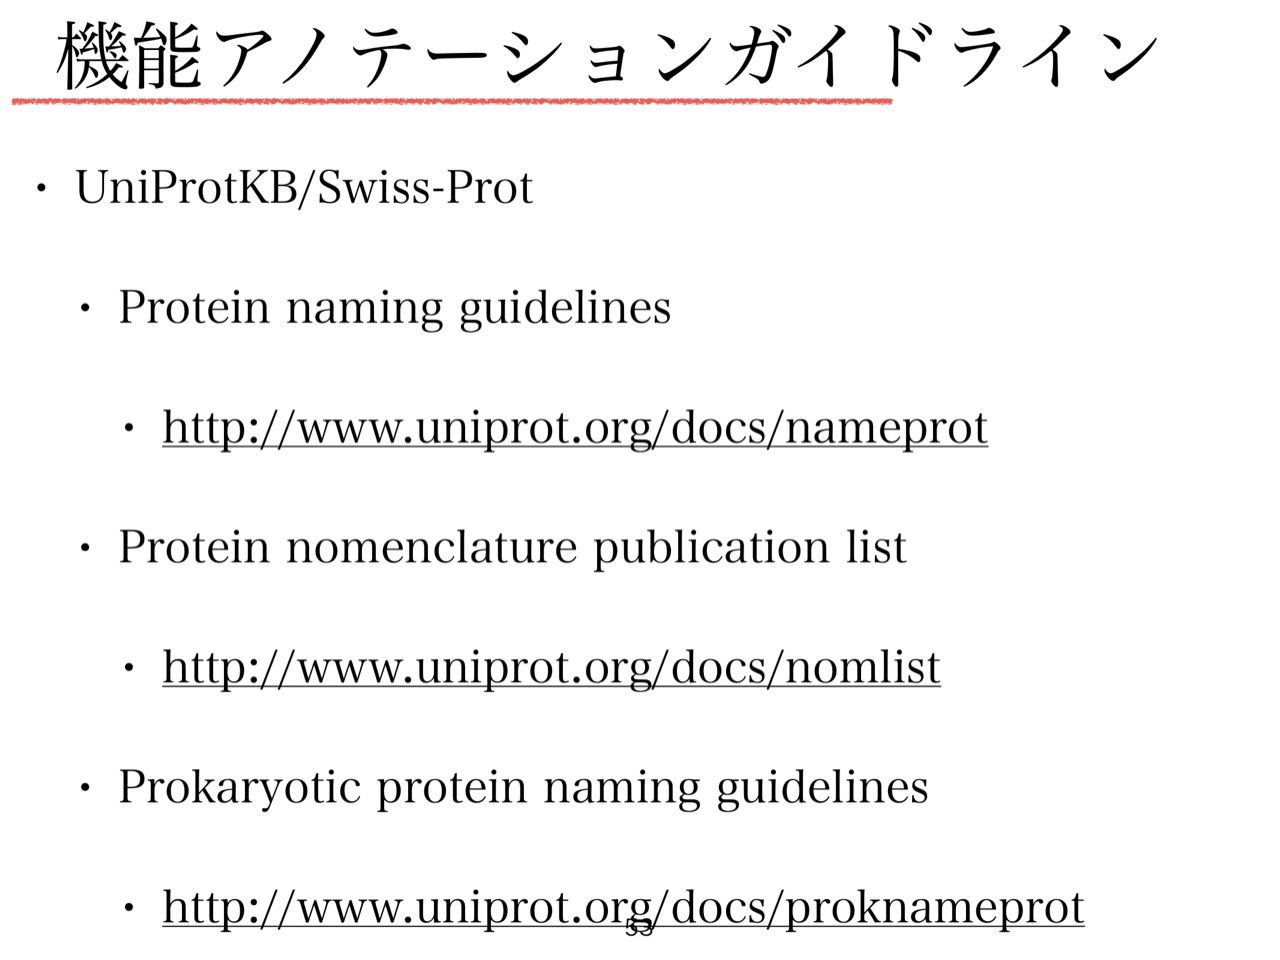 機能アノテーションガイドライン
・ UniProtKB/Swiss-Prot
・ Protein naming guidelines
・ http://www.uniprot.org/docs/nameprot
・ Protein nomenclature publication list
・ http://www.uniprot.org/docs/nomlist
・ Prokaryotic protein naming guidelines
・ http://www.uniprot.org/docs/proknameprot
53